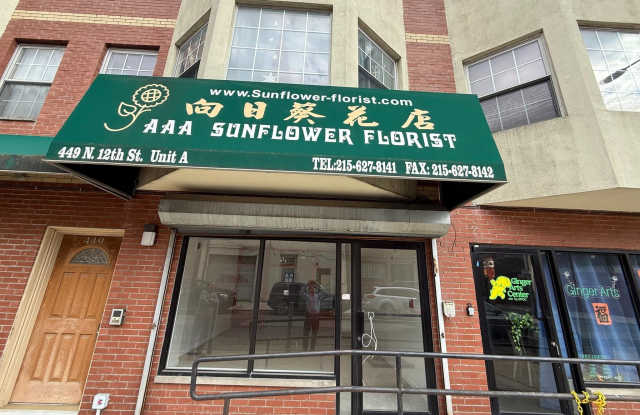 www.Sunflower-florist.com
向日葵花店
AAA SUNFLOWER FLORIST
449 N. 12th St. Unit A
TEL:215-627-8141 FAX: 215-627-8142
449
Ginger
Arts
Center
Ginger Arts
福